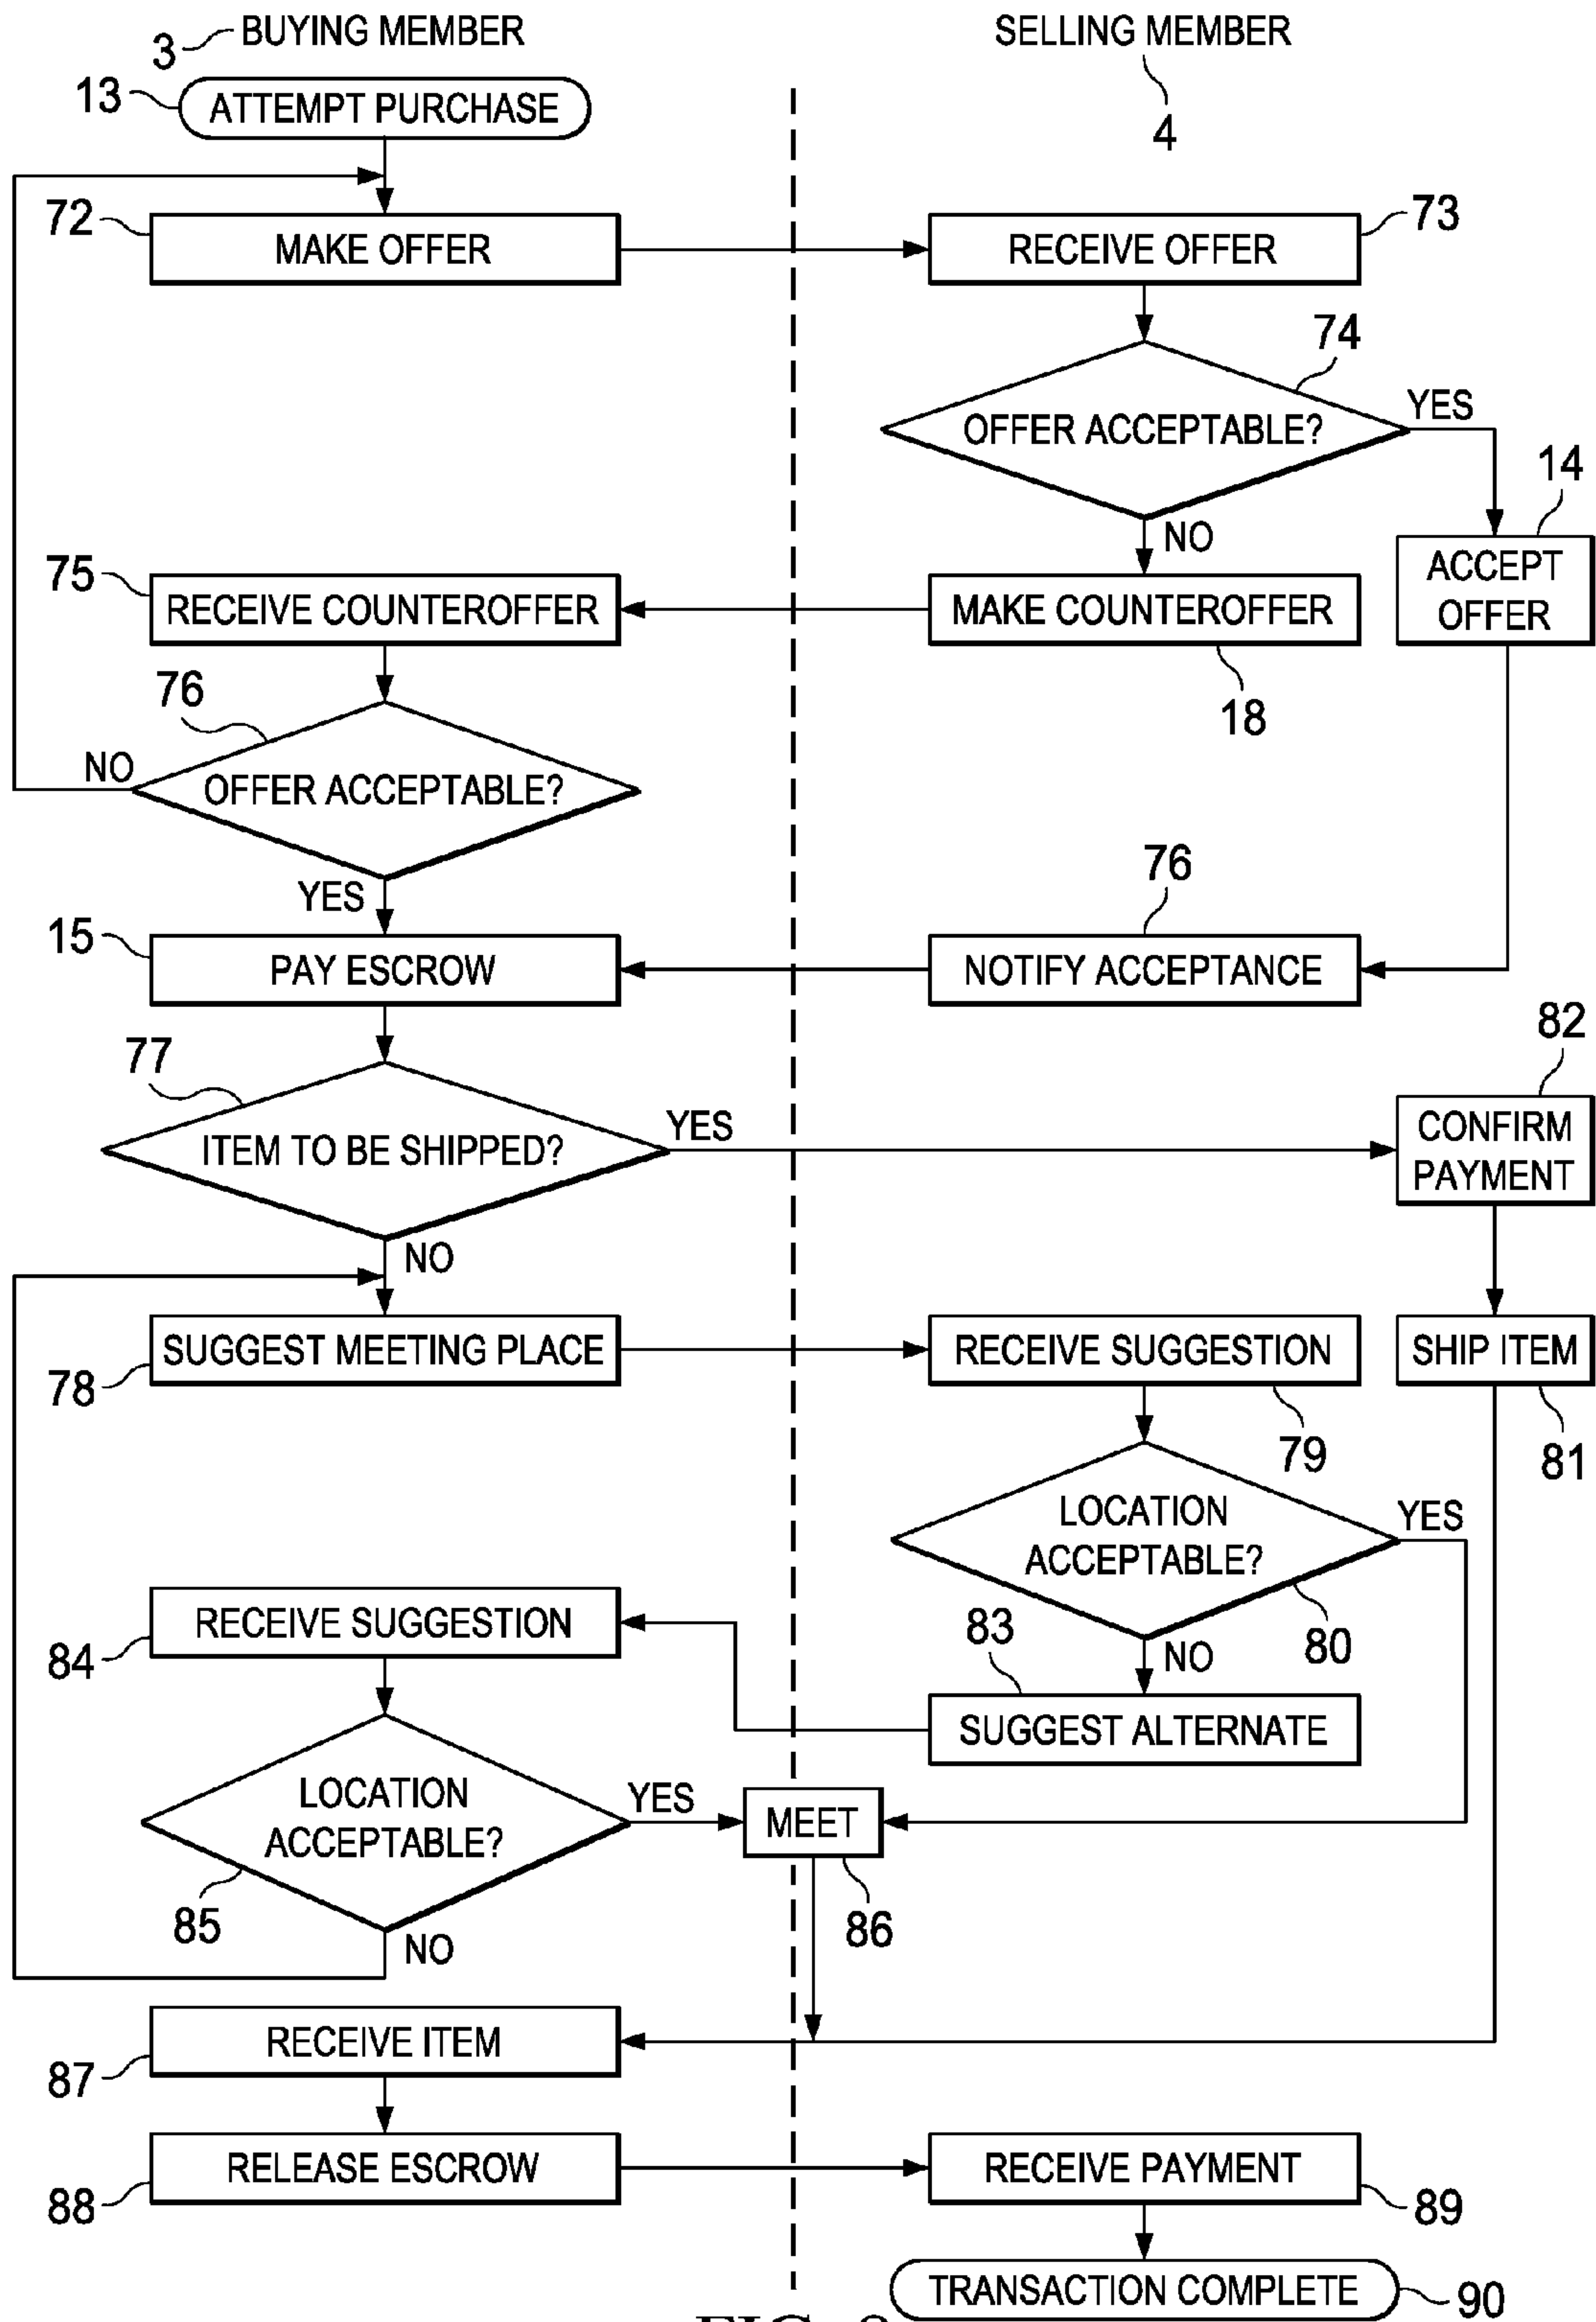 3 BUYING MEMBER
SELLING MEMBER
4
13 ATTEMPT PURCHASE
72 MAKE OFFER
RECEIVE OFFER 73
74
OFFER ACCEPTABLE?
YES
14
NO
ACCEPT
OFFER
75 RECEIVE COUNTEROFFER
MAKE COUNTEROFFER
18
76
NO
OFFER ACCEPTABLE?
YES
76
15 PAY ESCROW
NOTIFY ACCEPTANCE
82
77
ITEM TO BE SHIPPED?
YES
CONFIRM
PAYMENT
NO
78 SUGGEST MEETING PLACE
RECEIVE SUGGESTION
79
SHIP ITEM
81
LOCATION
ACCEPTABLE?
YES
80
NO
84 RECEIVE SUGGESTION
83
SUGGEST ALTERNATE
LOCATION
ACCEPTABLE?
YES
85
NO
MEET
86
RECEIVE ITEM
87
RELEASE ESCROW
88
RECEIVE PAYMENT
89
TRANSACTION COMPLETE 90